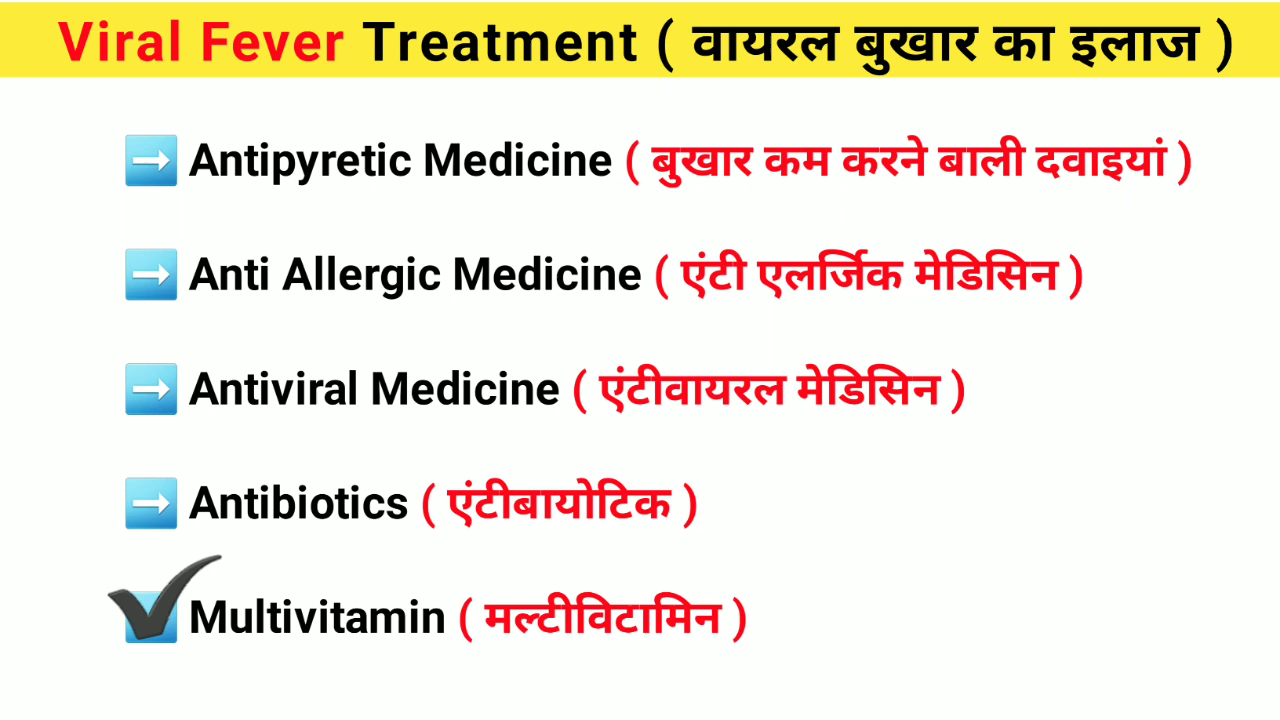 Viral Fever Treatment ( वायरल बुखार का इलाज )
Antipyretic Medicine ( बुखार कम करने बाली दवाइयां )
Anti Allergic Medicine ( एंटी एलर्जिक मेडिसिन )
Antiviral Medicine ( एंटीवायरल मेडिसिन )
Antibiotics ( एंटीबायोटिक )
Multivitamin ( मल्टीविटामिन )